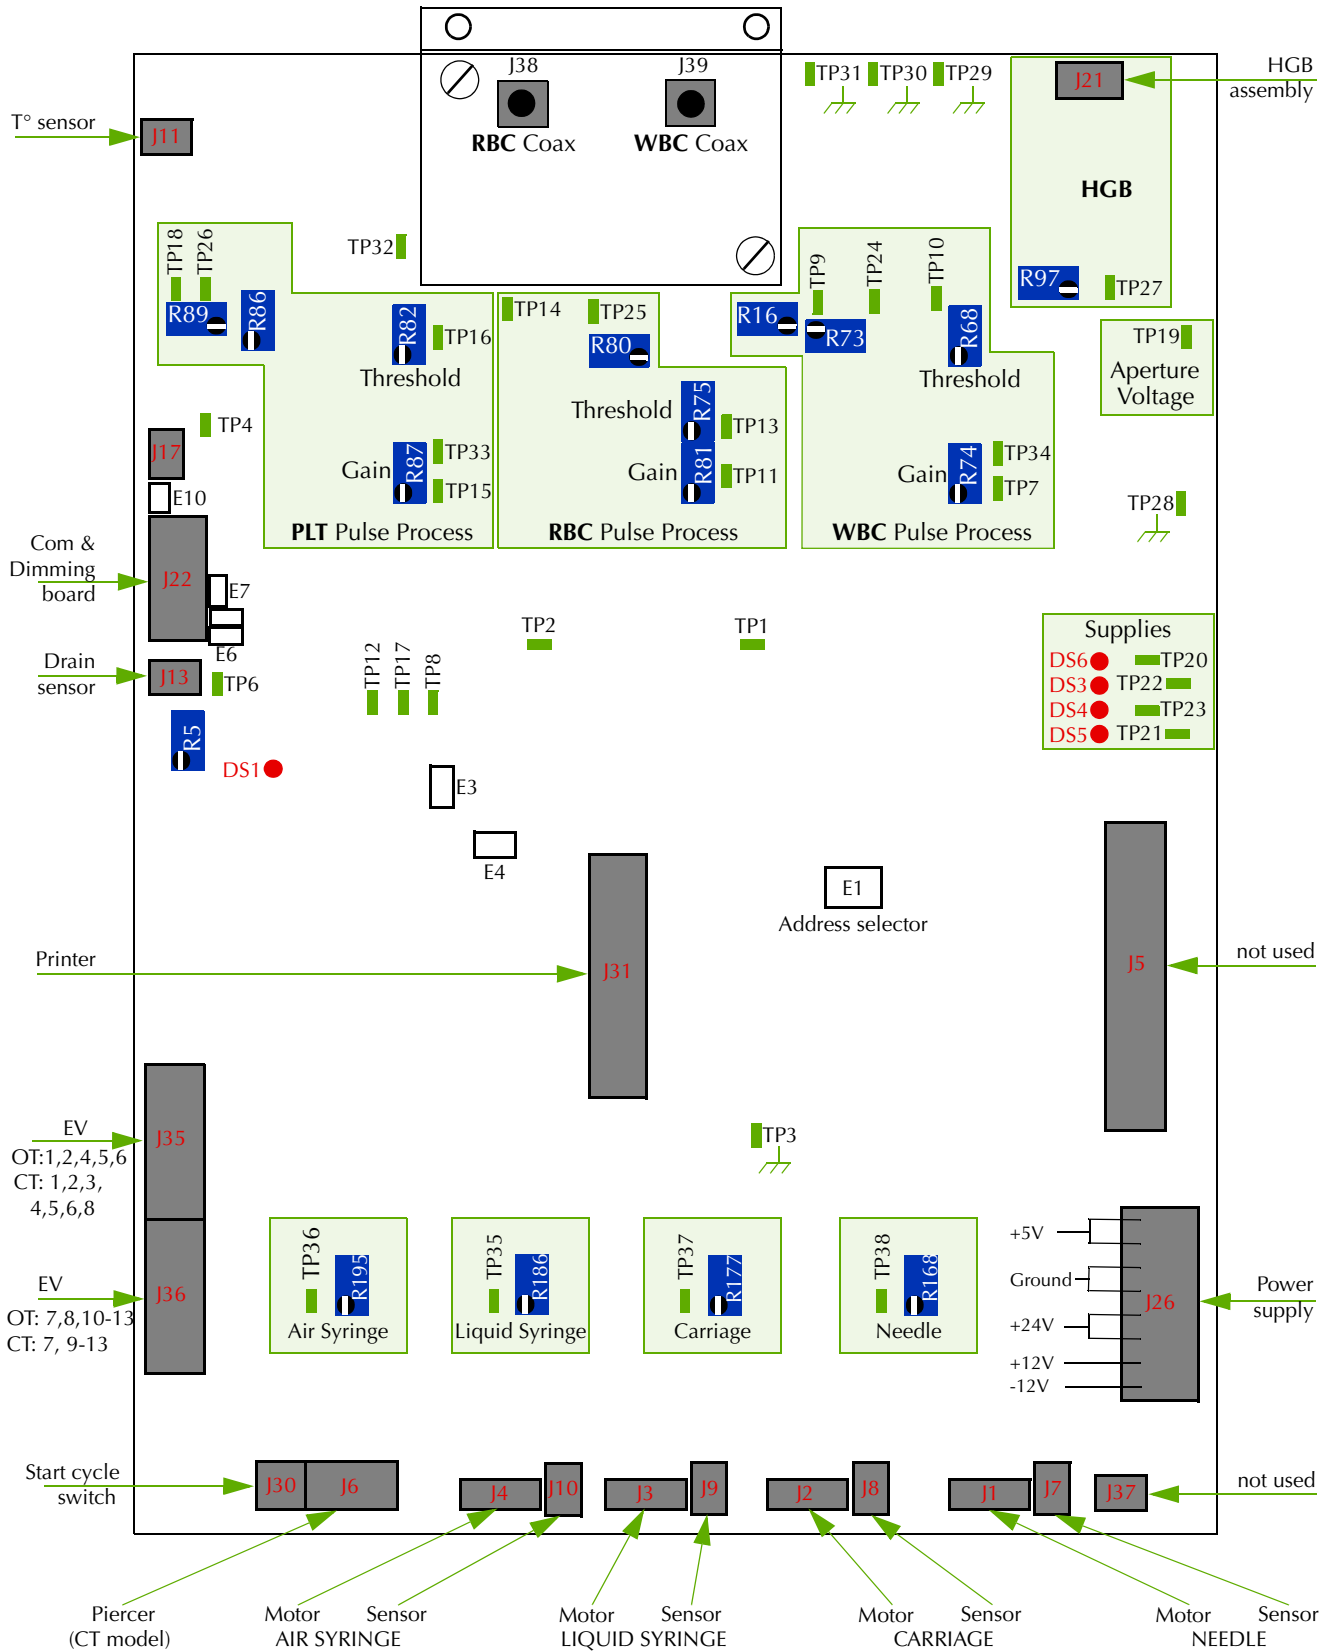 J38
J39
RBC Coax
WBC Coax
TP31
TP30
TP29
J21
HGB
assembly
T° sensor
J11
HGB
TP18
TP26
TP32
TP9
TP24
TP10
R97
TP27
R89
R86
R82
TP16
Threshold
TP14
TP25
R80
R16
R73
R68
Threshold
TP19
Aperture
Voltage
Threshold
R75
TP13
TP4
J17
E10
Gain
R87
TP33
TP15
Gain
R81
TP11
Gain
R74
TP34
TP7
PLT Pulse Process
RBC Pulse Process
WBC Pulse Process
TP28
Com &
Dimming
board
J22
E7
E6
Drain
sensor
J13
TP6
R5
DS1
TP12
TP17
TP8
TP2
TP1
Supplies
DS6
TP20
DS3
TP22
DS4
TP23
DS5
TP21
E3
E4
E1
Address selector
Printer
J31
J5
not used
EV
OT:1,2,4,5,6
CT: 1,2,3,
4,5,6,8
J35
TP3
EV
OT: 7,8,10-13
CT: 7, 9-13
J36
TP36
R195
Air Syringe
TP35
R186
Liquid Syringe
TP37
R177
Carriage
TP38
R168
Needle
+5V
Ground
+24V
+12V
-12V
J26
Power
supply
Start cycle
switch
J30
J6
J4
J10
J3
J9
J2
J8
J1
J7
J37
not used
Piercer
(CT model)
Motor
Sensor
AIR SYRINGE
Motor
Sensor
LIQUID SYRINGE
Motor
Sensor
CARRIAGE
Motor
Sensor
NEEDLE